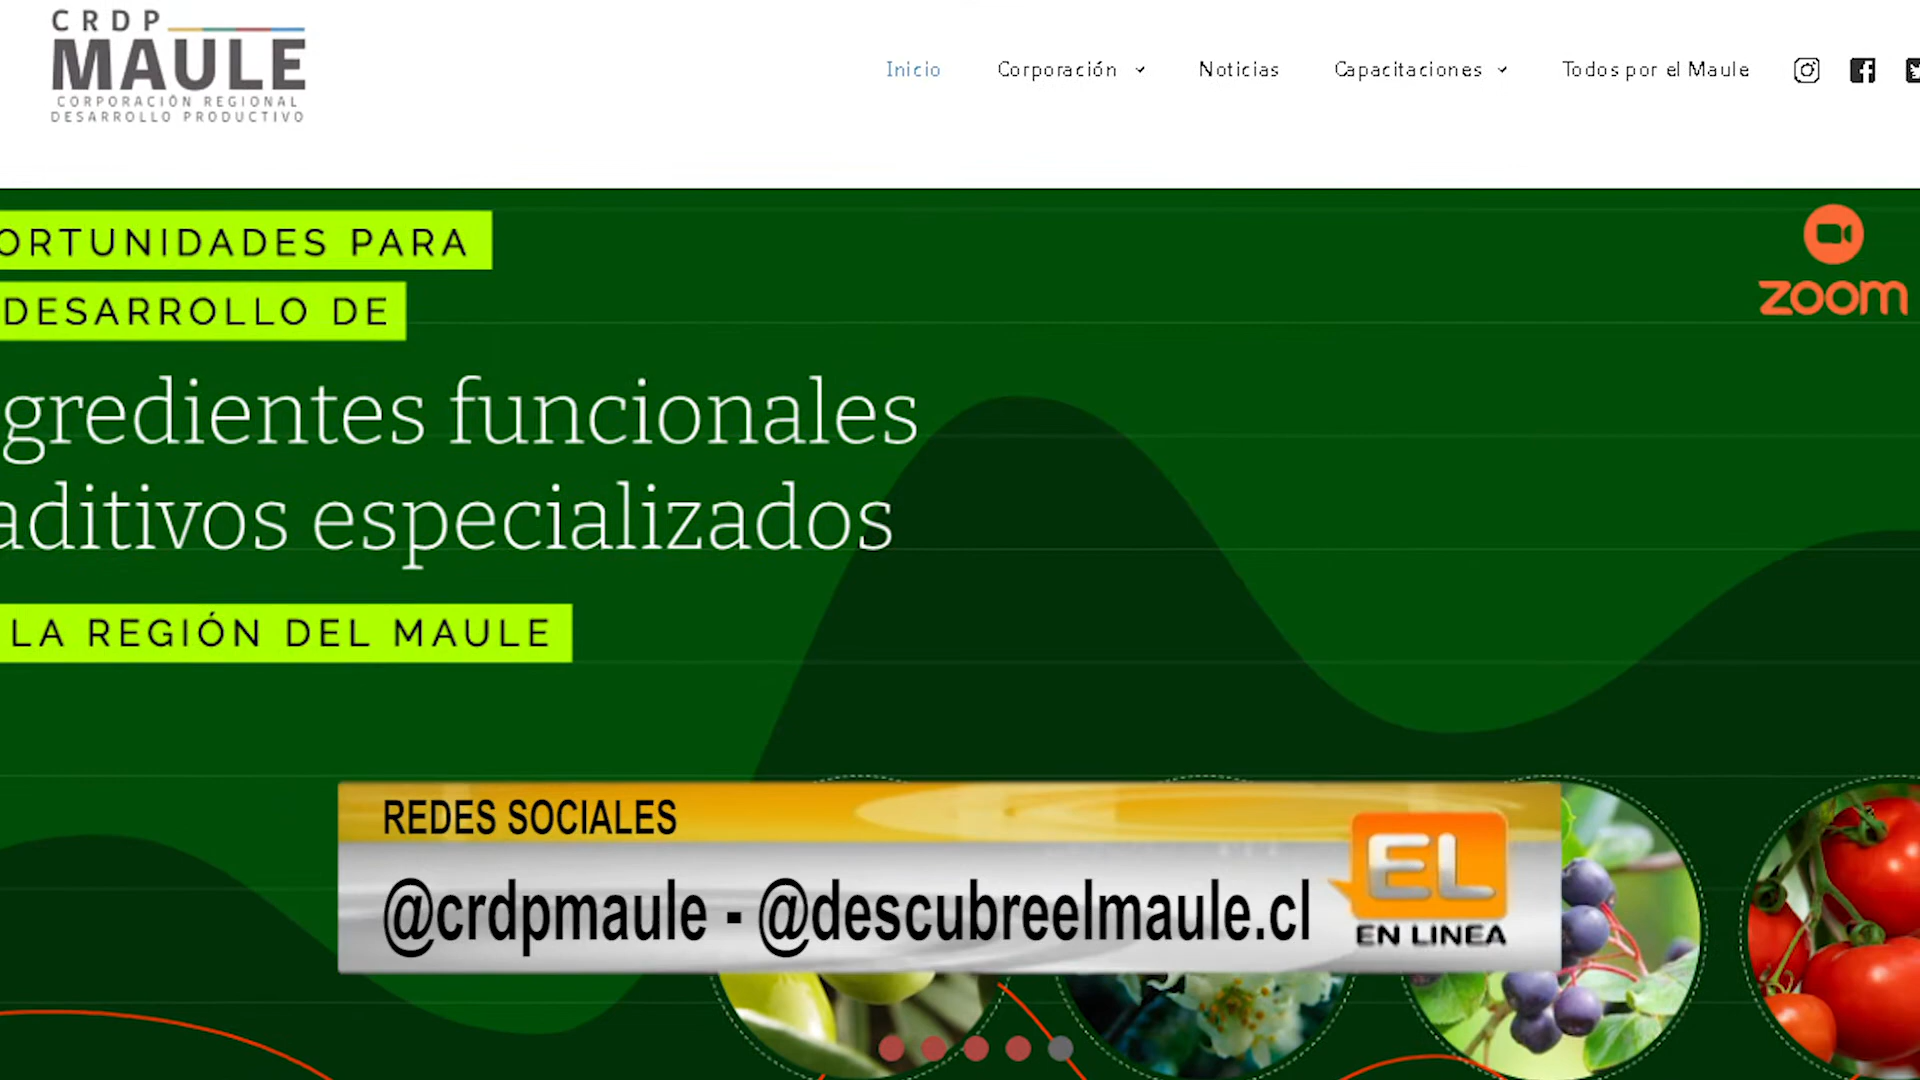 CRDP
MAULE
CORPORACIÓN REGIONAL
DESARROLLO PRODUCTIVO
Inicio Corporación Noticias Capacitaciones Todos por el Maule
ORTUNIDADES PARA
DESARROLLO DE
gredientes funcionales
aditivos especializados
LA REGIÓN DEL MAULE
zoom
REDES SOCIALES
@crdpmaule - @descubreelmaule.cl
EL
EN LINEA